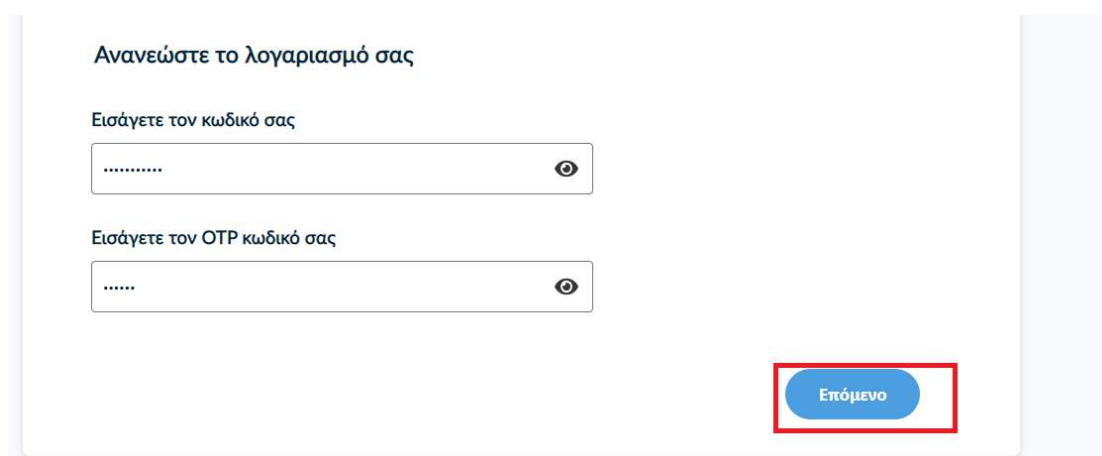 Ανανεώστε το λογαριασμό σας
Εισάγετε τον κωδικό σας
...........
Εισάγετε τον OTP κωδικό σας
......
Επόμενο